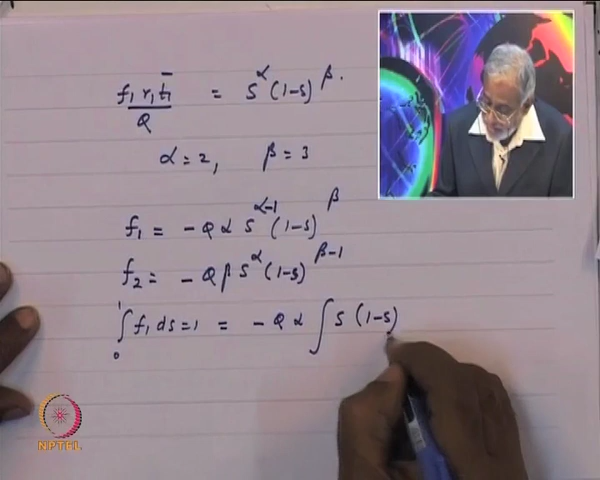 f₁ r₁ t̄₁ / Q = S^α (1-s)^β.
α = 2, β = 3
f₁ = - Q α S^(α-1) (1-s)^β
f₂ = - Q β S^α (1-s)^(β-1)
∫₀¹ f₁ ds = 1 = - Q α ∫ S (1-s)
NPTEL